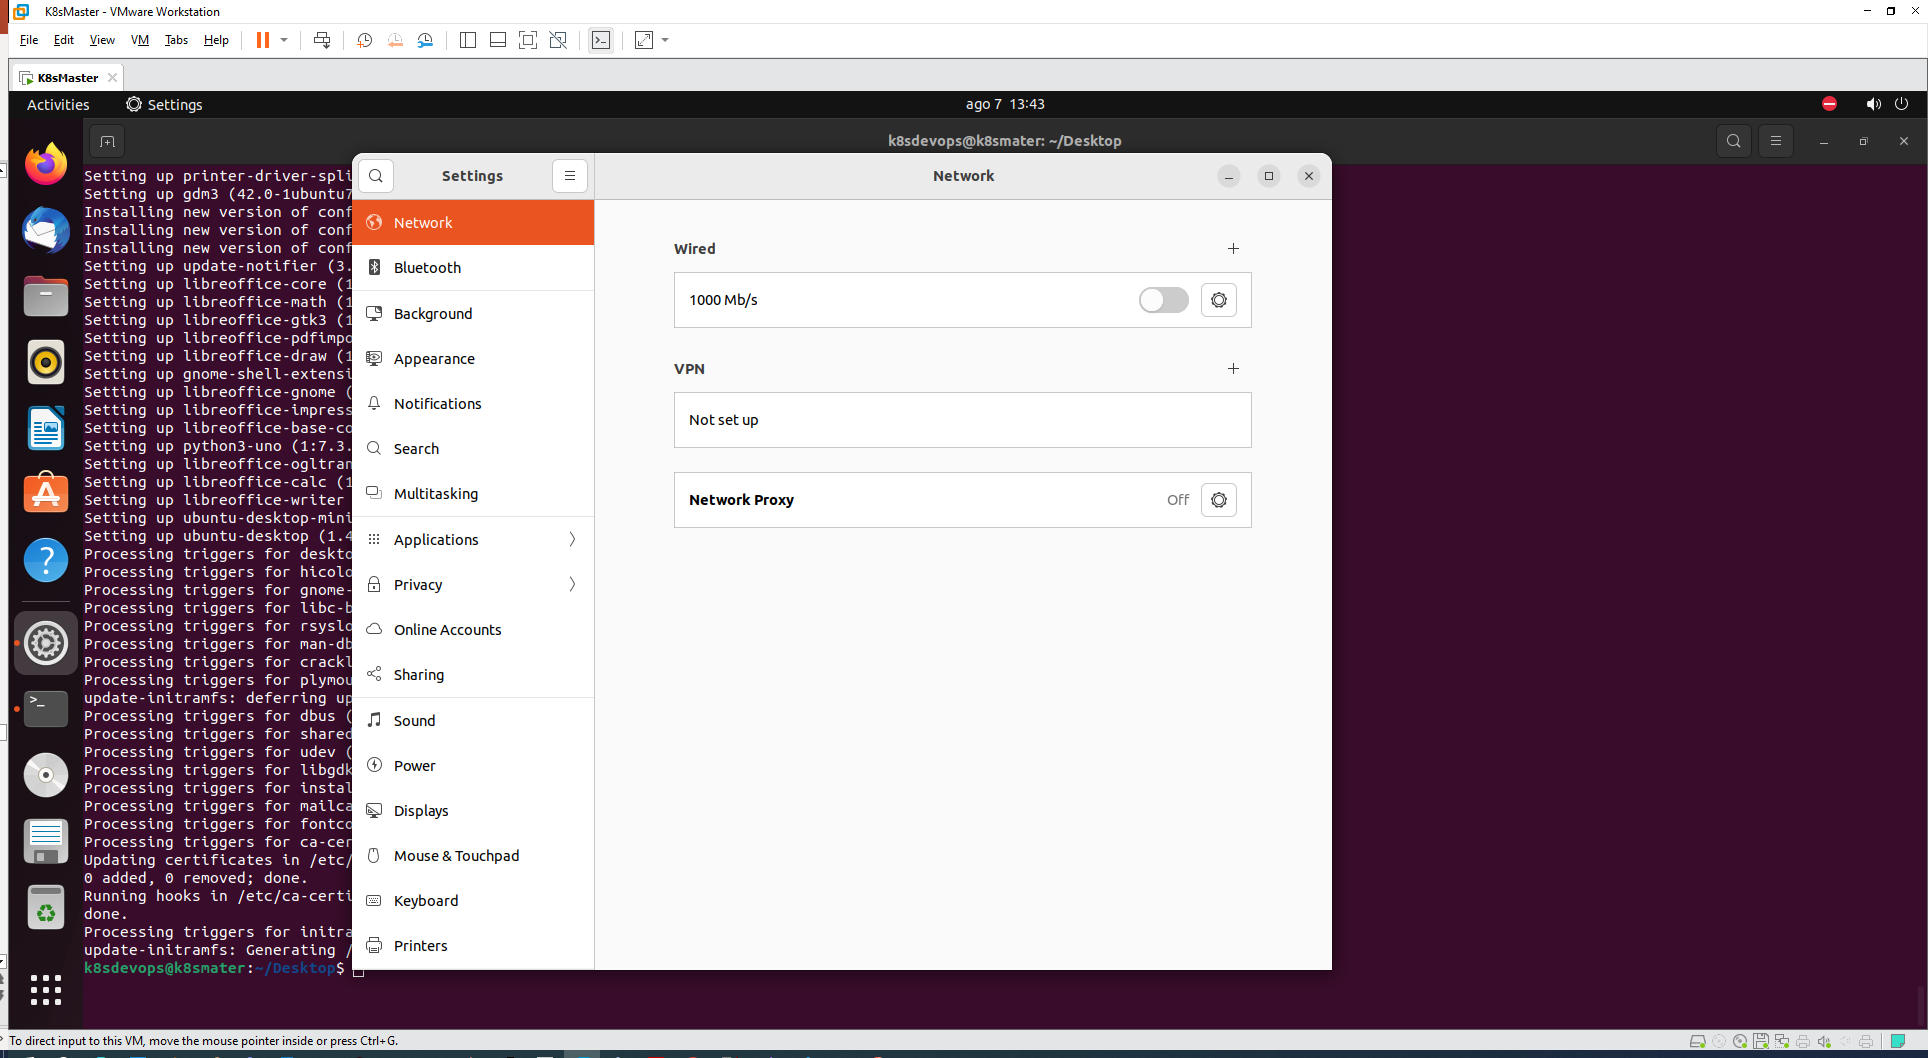 K8sMaster - VMware Workstation
File Edit View VM Tabs Help
K8sMaster
Activities Settings ago 7 13:43
k8sdevops@k8smater: ~/Desktop
Settings
Network
Bluetooth
Background
Appearance
Notifications
Search
Multitasking
Applications
Privacy
Online Accounts
Sharing
Sound
Power
Displays
Mouse & Touchpad
Keyboard
Printers
Network
Wired
1000 Mb/s
VPN
Not set up
Network Proxy Off
Setting up printer-driver-spli
Setting up gdm3 (42.0-1ubuntu7
Installing new version of conf
Installing new version of conf
Installing new version of conf
Setting up update-notifier (3.
Setting up libreoffice-core (1
Setting up libreoffice-math (1
Setting up libreoffice-gtk3 (1
Setting up libreoffice-pdfimpo
Setting up libreoffice-draw (1
Setting up gnome-shell-extensi
Setting up libreoffice-gnome (
Setting up libreoffice-impress
Setting up libreoffice-base-co
Setting up python3-uno (1:7.3.
Setting up libreoffice-ogltran
Setting up libreoffice-calc (1
Setting up libreoffice-writer
Setting up ubuntu-desktop-mini
Setting up ubuntu-desktop (1.4
Processing triggers for deskto
Processing triggers for hicolo
Processing triggers for gnome-
Processing triggers for libc-b
Processing triggers for rsyslo
Processing triggers for man-db
Processing triggers for crackl
Processing triggers for plymou
update-initramfs: deferring up
Processing triggers for dbus (
Processing triggers for shared
Processing triggers for udev (
Processing triggers for libgdk
Processing triggers for instal
Processing triggers for mailca
Processing triggers for fontco
Processing triggers for ca-cer
Updating certificates in /etc/
0 added, 0 removed; done.
Running hooks in /etc/ca-certi
done.
Processing triggers for initra
update-initramfs: Generating /
k8sdevops@k8smater:~/Desktop$
To direct input to this VM, move the mouse pointer inside or press Ctrl+G.